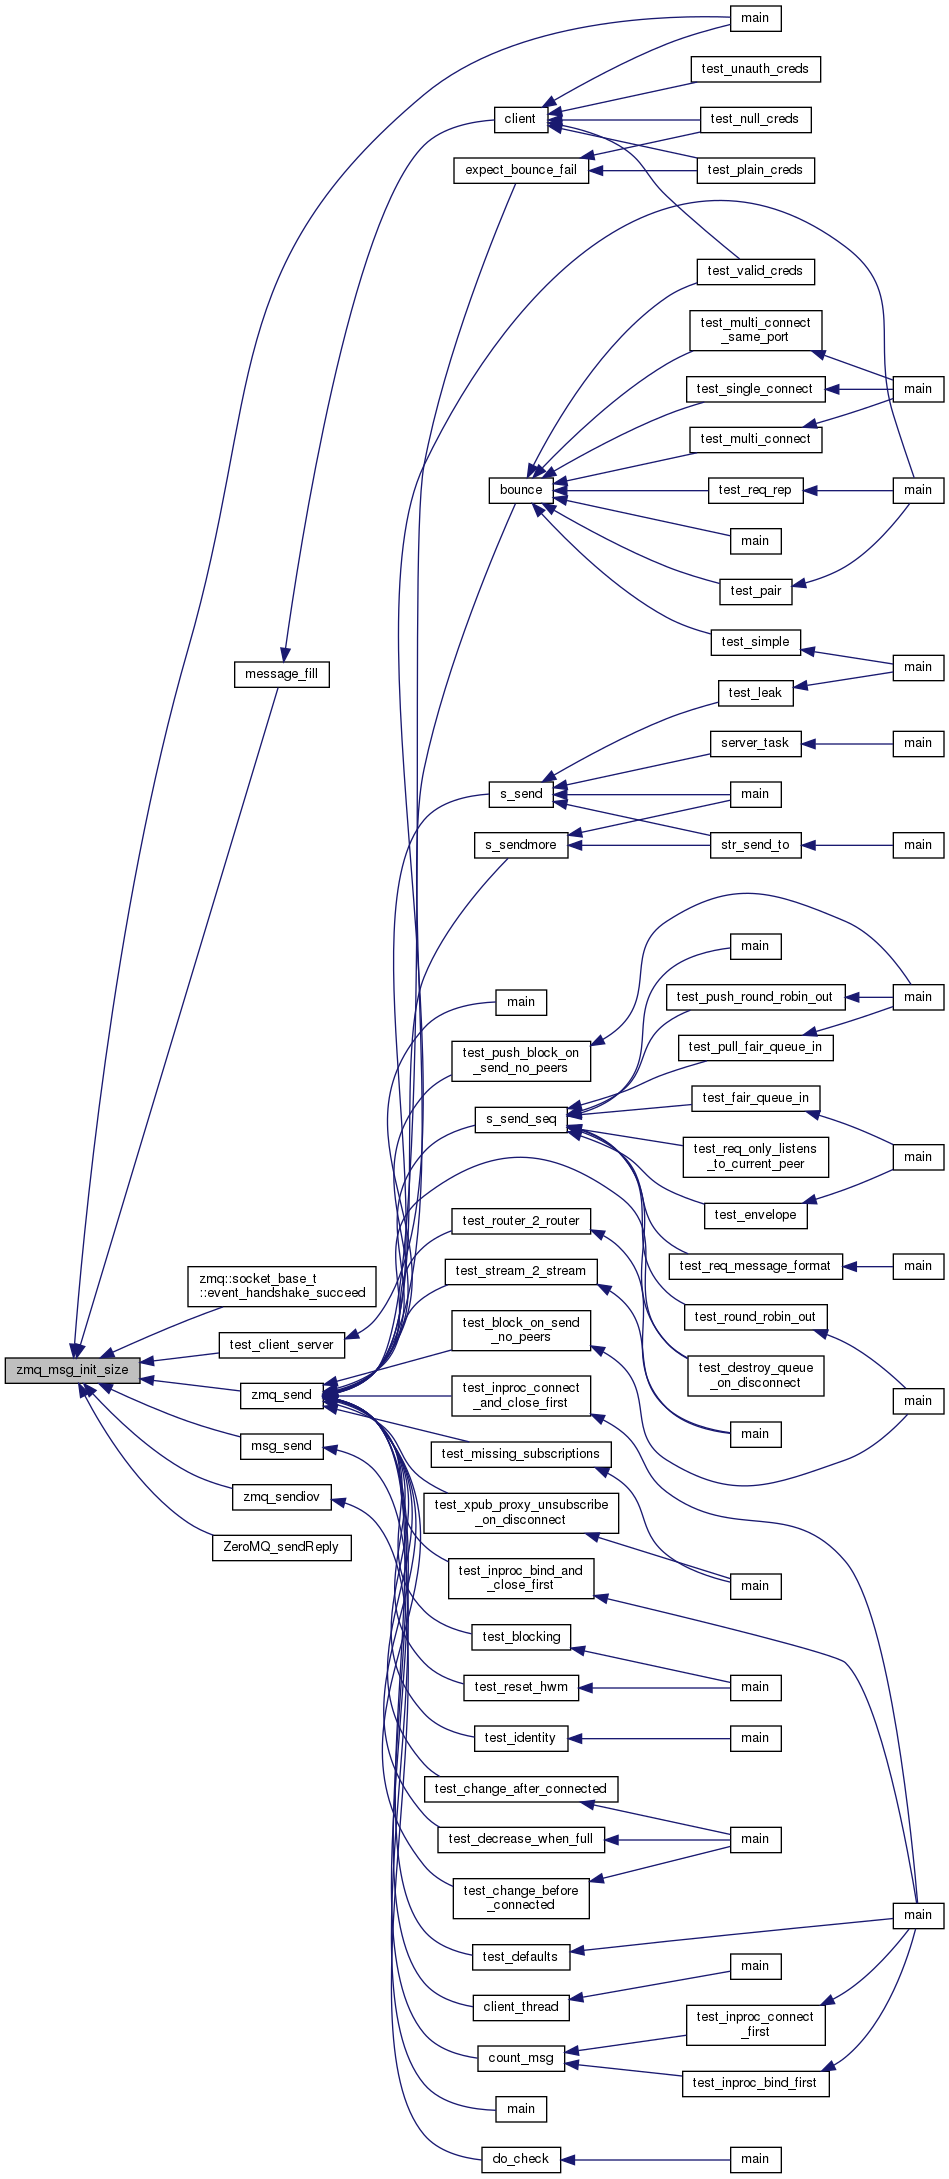 main
test_unauth_creds
client
test_null_creds
expect_bounce_fail
test_plain_creds
test_valid_creds
test_multi_connect
_same_port
test_single_connect
main
test_multi_connect
bounce
test_req_rep
main
main
test_pair
test_simple
main
message_fill
test_leak
server_task
main
s_send
main
s_sendmore
str_send_to
main
main
main
test_push_round_robin_out
main
test_push_block_on
_send_no_peers
test_pull_fair_queue_in
test_fair_queue_in
s_send_seq
test_req_only_listens
_to_current_peer
main
test_envelope
test_router_2_router
test_req_message_format
main
test_stream_2_stream
zmq::socket_base_t
::event_handshake_succeed
test_round_robin_out
test_block_on_send
_no_peers
test_client_server
zmq_msg_init_size
test_destroy_queue
_on_disconnect
zmq_send
test_inproc_connect
_and_close_first
main
main
msg_send
test_missing_subscriptions
zmq_sendiov
test_xpub_proxy_unsubscribe
_on_disconnect
ZeroMQ_sendReply
test_inproc_bind_and
_close_first
main
test_blocking
test_reset_hwm
main
test_identity
main
test_change_after_connected
test_decrease_when_full
main
test_change_before
_connected
main
test_defaults
main
client_thread
test_inproc_connect
_first
count_msg
test_inproc_bind_first
main
do_check
main